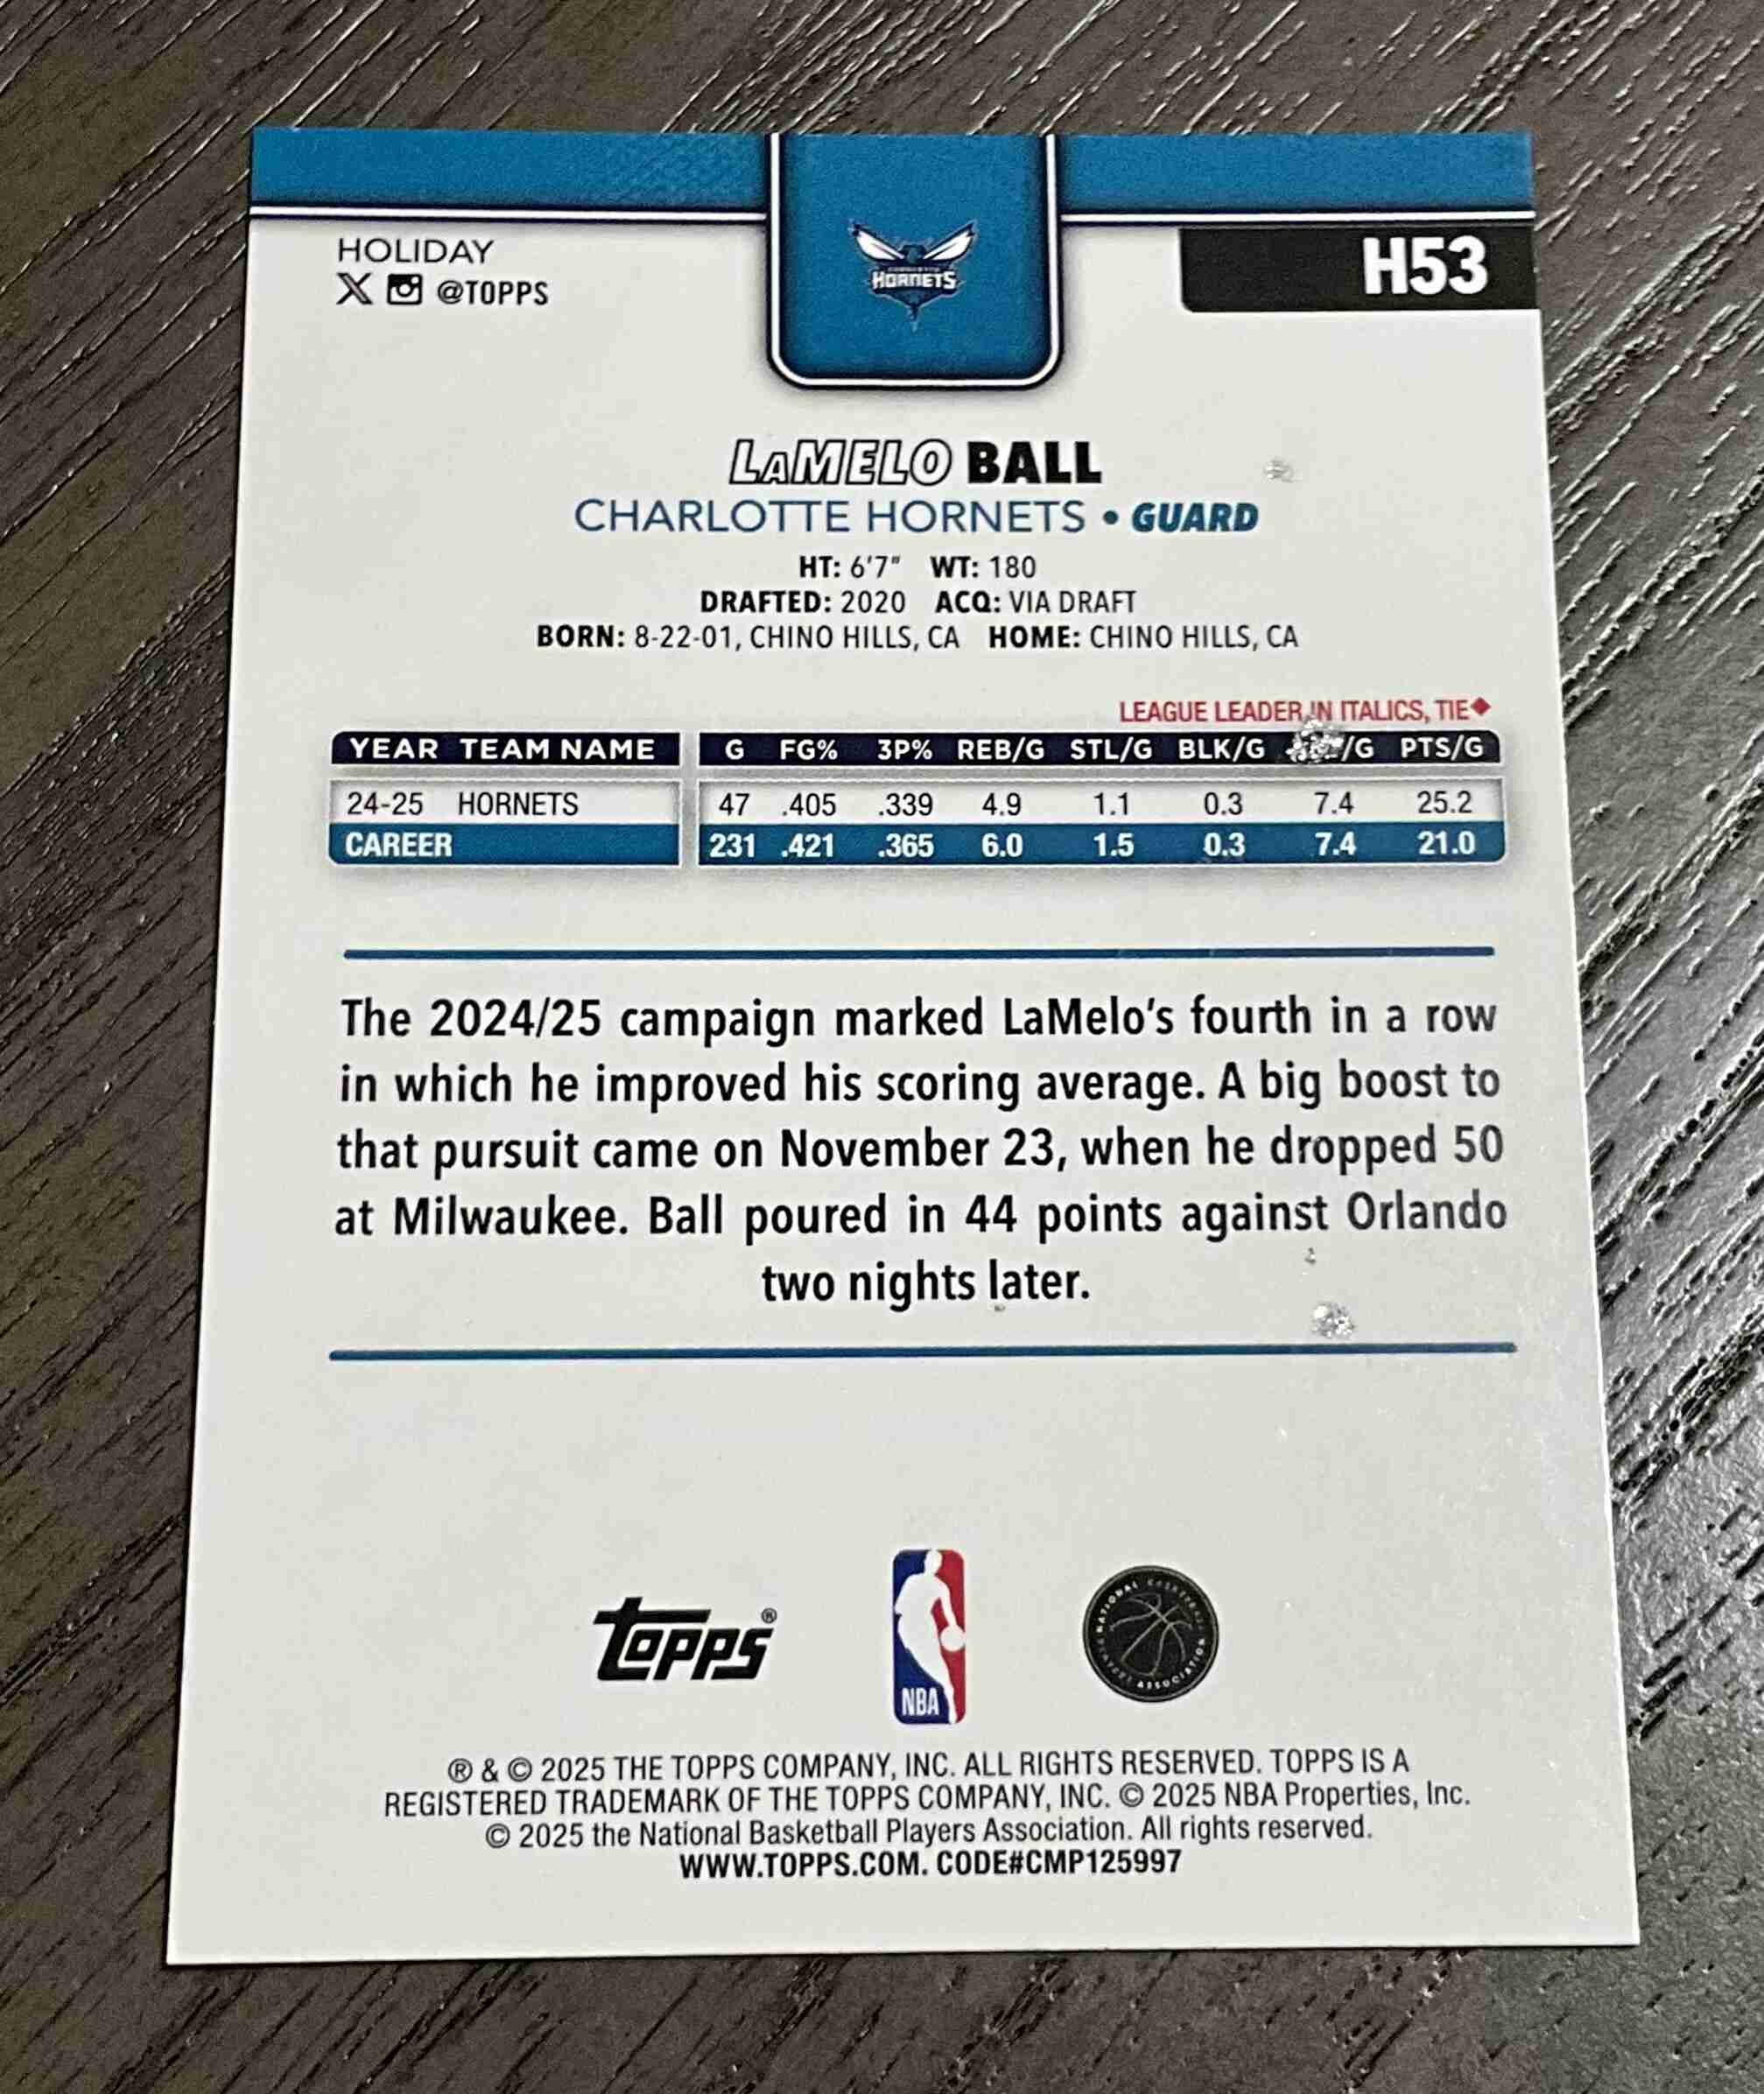 HOLIDAY
X @TOPPS
HORNETS
H53
LaMELO BALL
CHARLOTTE HORNETS • GUARD
HT: 6'7" WT: 180
DRAFTED: 2020 ACQ: VIA DRAFT
BORN: 8-22-01, CHINO HILLS, CA HOME: CHINO HILLS, CA
LEAGUE LEADER IN ITALICS, TIE◆
YEAR TEAM NAME G FG% 3P% REB/G STL/G BLK/G /G PTS/G
24-25 HORNETS 47 .405 .339 4.9 1.1 0.3 7.4 25.2
CAREER 231 .421 .365 6.0 1.5 0.3 7.4 21.0
The 2024/25 campaign marked LaMelo's fourth in a row
in which he improved his scoring average. A big boost to
that pursuit came on November 23, when he dropped 50
at Milwaukee. Ball poured in 44 points against Orlando
two nights later.
Topps®
NBA
NATIONAL BASKETBALL PLAYERS ASSOCIATION
® & © 2025 THE TOPPS COMPANY, INC. ALL RIGHTS RESERVED. TOPPS IS A
REGISTERED TRADEMARK OF THE TOPPS COMPANY, INC. © 2025 NBA Properties, Inc.
© 2025 the National Basketball Players Association. All rights reserved.
WWW.TOPPS.COM. CODE#CMP125997